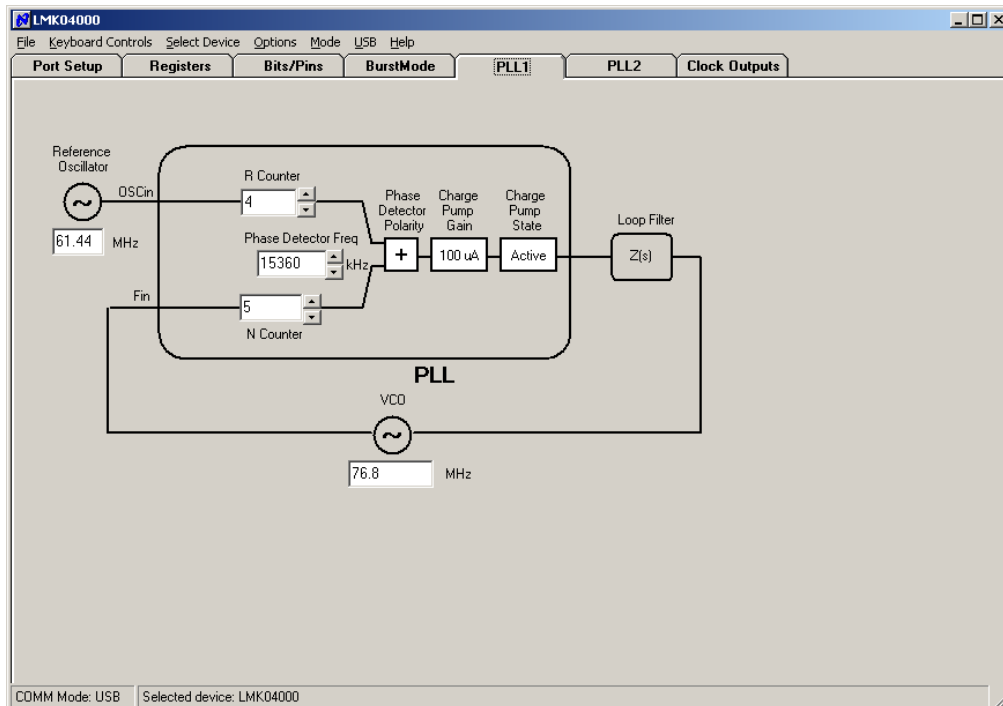 LMK04000
File Keyboard Controls Select Device Options Mode USB Help
Port Setup Registers Bits/Pins BurstMode PLL1 PLL2 Clock Outputs
Reference
Oscillator
OSCin
~
61.44 MHz
R Counter
4
Phase Detector Freq
15360 kHz
Fin
5
N Counter
Phase
Detector
Polarity
+
Charge
Pump
Gain
100 uA
Charge
Pump
State
Active
Loop Filter
Z(s)
PLL
VCO
~
76.8 MHz
COMM Mode: USB Selected device: LMK04000